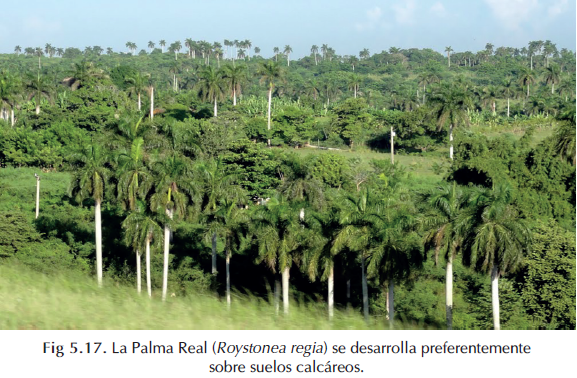 Fig 5.17. La Palma Real (Roystonea regia) se desarrolla preferentemente
sobre suelos calcáreos.